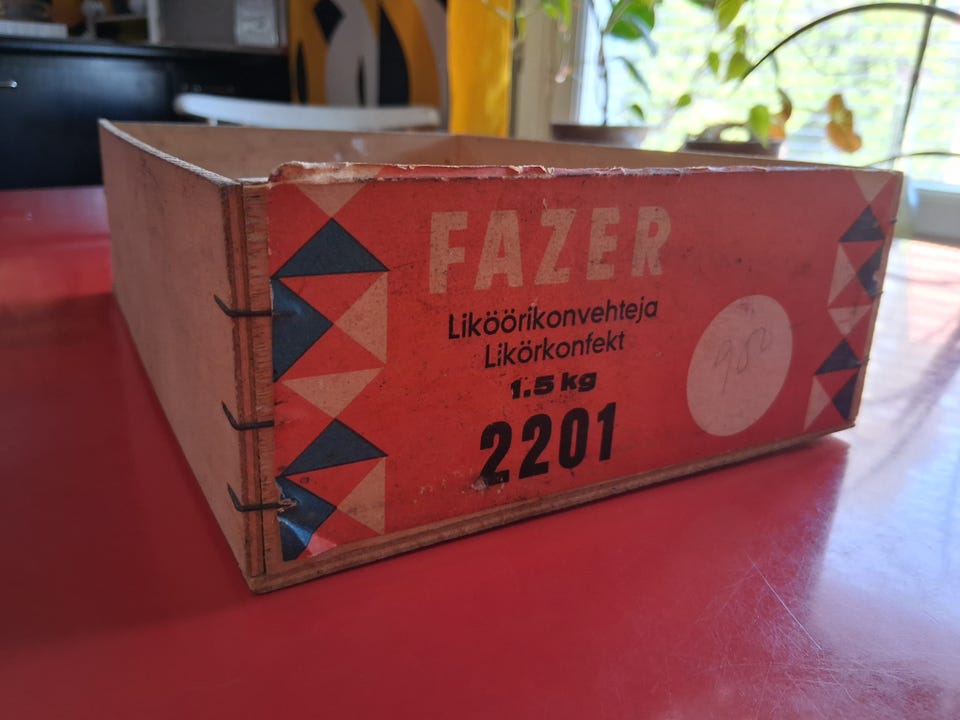 FAZER
Liköörikonvehteja
Likörkonfekt
1.5 kg
2201